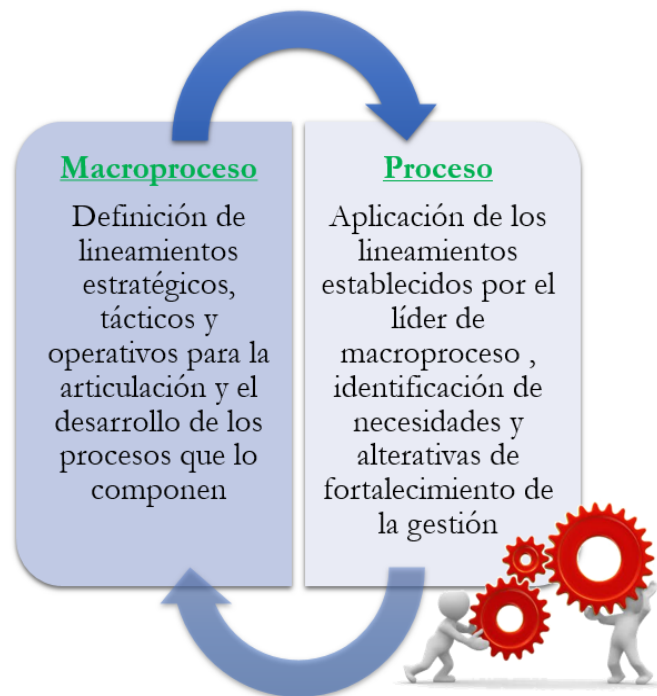 Macroproceso
Definición de
lineamientos
estratégicos,
tácticos y
operativos para la
articulación y el
desarrollo de los
procesos que lo
componen
Proceso
Aplicación de los
lineamientos
establecidos por el
líder de
macroproceso ,
identificación de
necesidades y
alterativas de
fortalecimiento de
la gestión